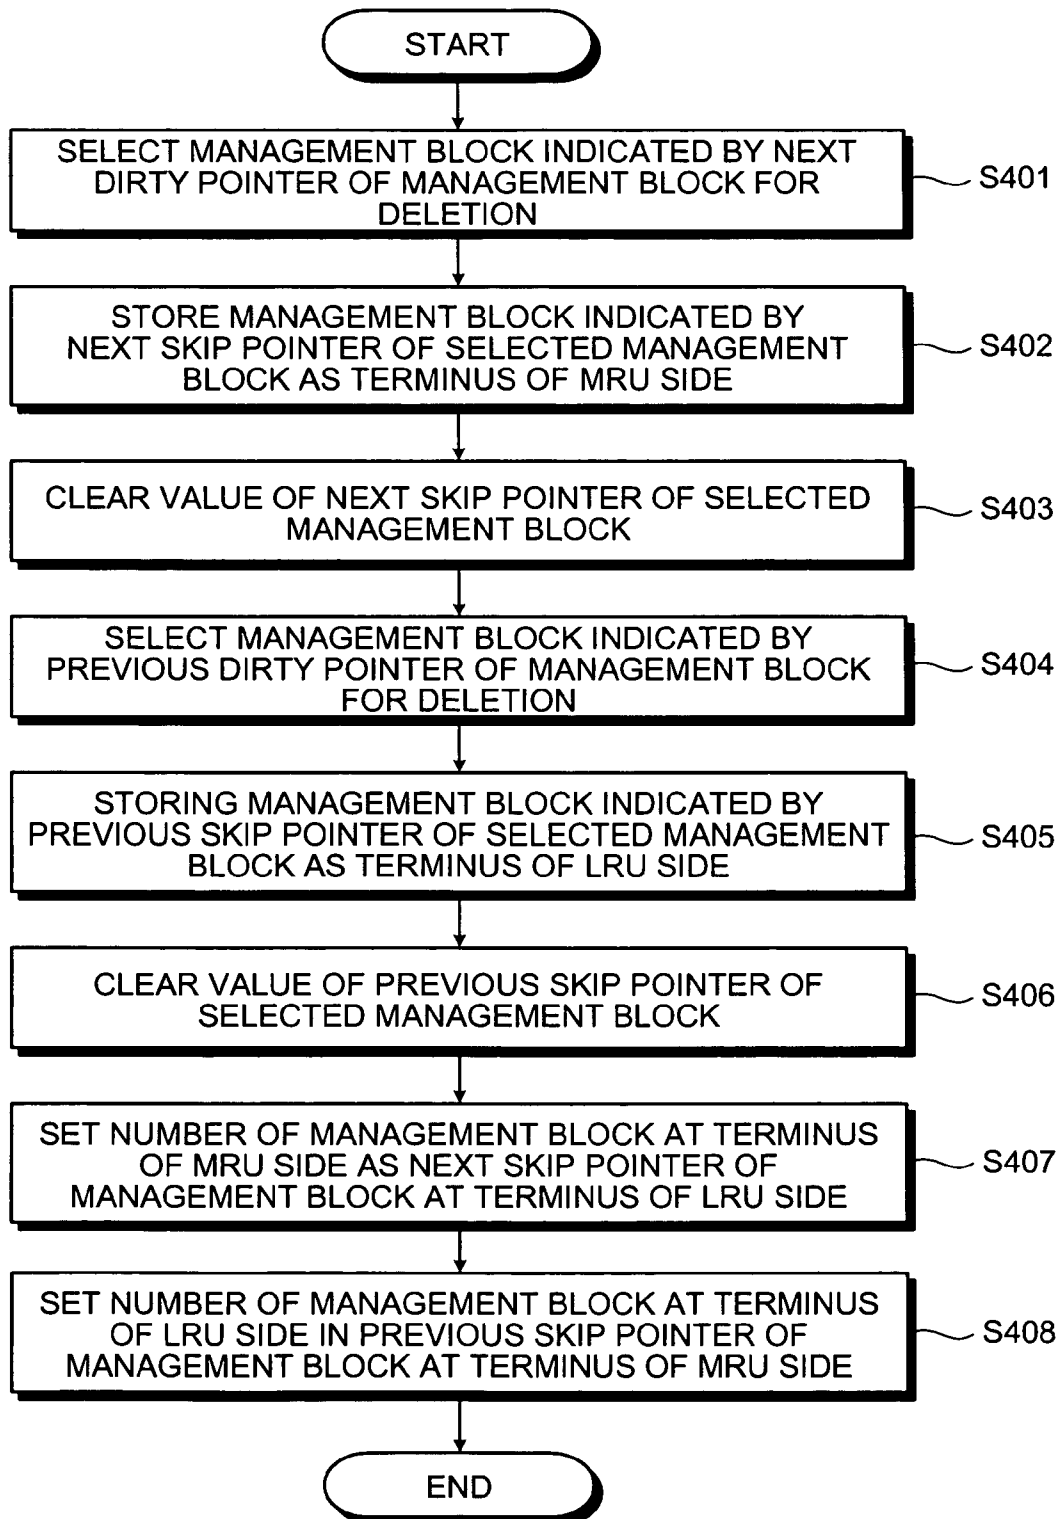 START
SELECT MANAGEMENT BLOCK INDICATED BY NEXT
DIRTY POINTER OF MANAGEMENT BLOCK FOR
DELETION
S401
STORE MANAGEMENT BLOCK INDICATED BY
NEXT SKIP POINTER OF SELECTED MANAGEMENT
BLOCK AS TERMINUS OF MRU SIDE
S402
CLEAR VALUE OF NEXT SKIP POINTER OF SELECTED
MANAGEMENT BLOCK
S403
SELECT MANAGEMENT BLOCK INDICATED BY
PREVIOUS DIRTY POINTER OF MANAGEMENT BLOCK
FOR DELETION
S404
STORING MANAGEMENT BLOCK INDICATED BY
PREVIOUS SKIP POINTER OF SELECTED MANAGEMENT
BLOCK AS TERMINUS OF LRU SIDE
S405
CLEAR VALUE OF PREVIOUS SKIP POINTER OF
SELECTED MANAGEMENT BLOCK
S406
SET NUMBER OF MANAGEMENT BLOCK AT TERMINUS
OF MRU SIDE AS NEXT SKIP POINTER OF
MANAGEMENT BLOCK AT TERMINUS OF LRU SIDE
S407
SET NUMBER OF MANAGEMENT BLOCK AT TERMINUS
OF LRU SIDE IN PREVIOUS SKIP POINTER OF
MANAGEMENT BLOCK AT TERMINUS OF MRU SIDE
S408
END